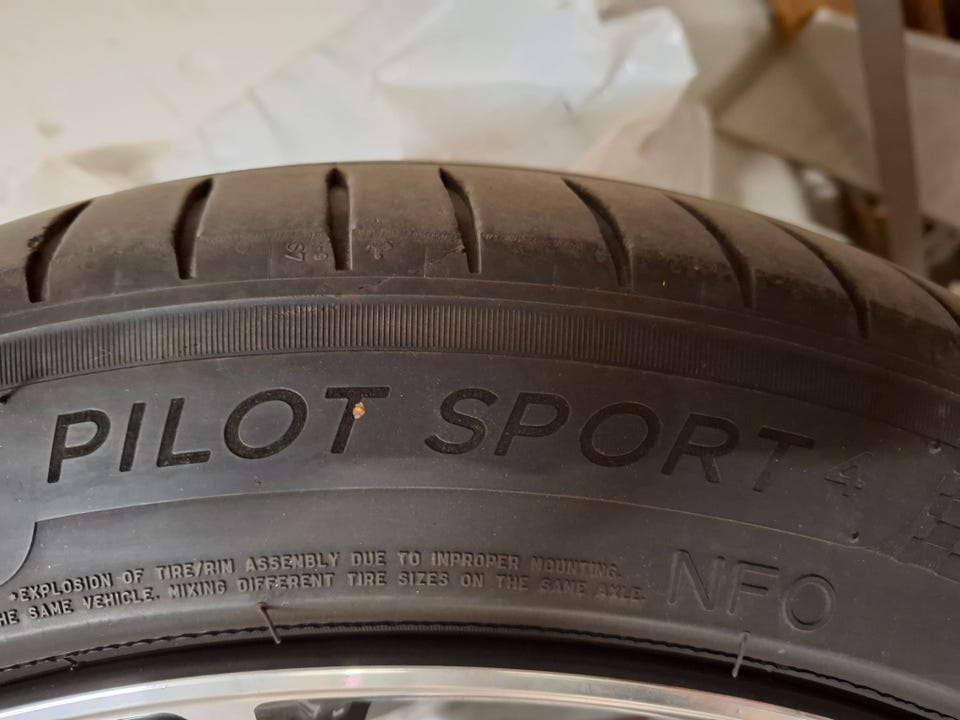 PILOT SPORT 4
EXPLOSION OF TIRE/RIM ASSEMBLY DUE TO IMPROPER MOUNTING.
HE SAME VEHICLE. MIXING DIFFERENT TIRE SIZES ON THE SAME AXLE.
NFO